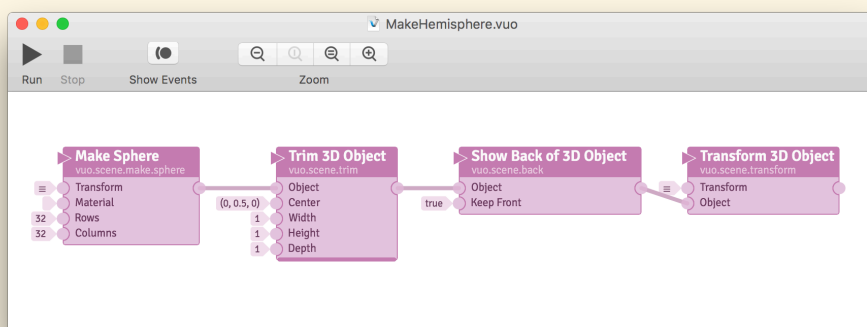 MakeHemisphere.vuo
Run Stop Show Events Zoom
Make Sphere
vuo.scene.make.sphere
Transform
Material
32 Rows
32 Columns
Trim 3D Object
vuo.scene.trim
Object
(0, 0.5, 0) Center
1 Width
1 Height
1 Depth
Show Back of 3D Object
vuo.scene.back
Object
true Keep Front
Transform 3D Object
vuo.scene.transform
Transform
Object